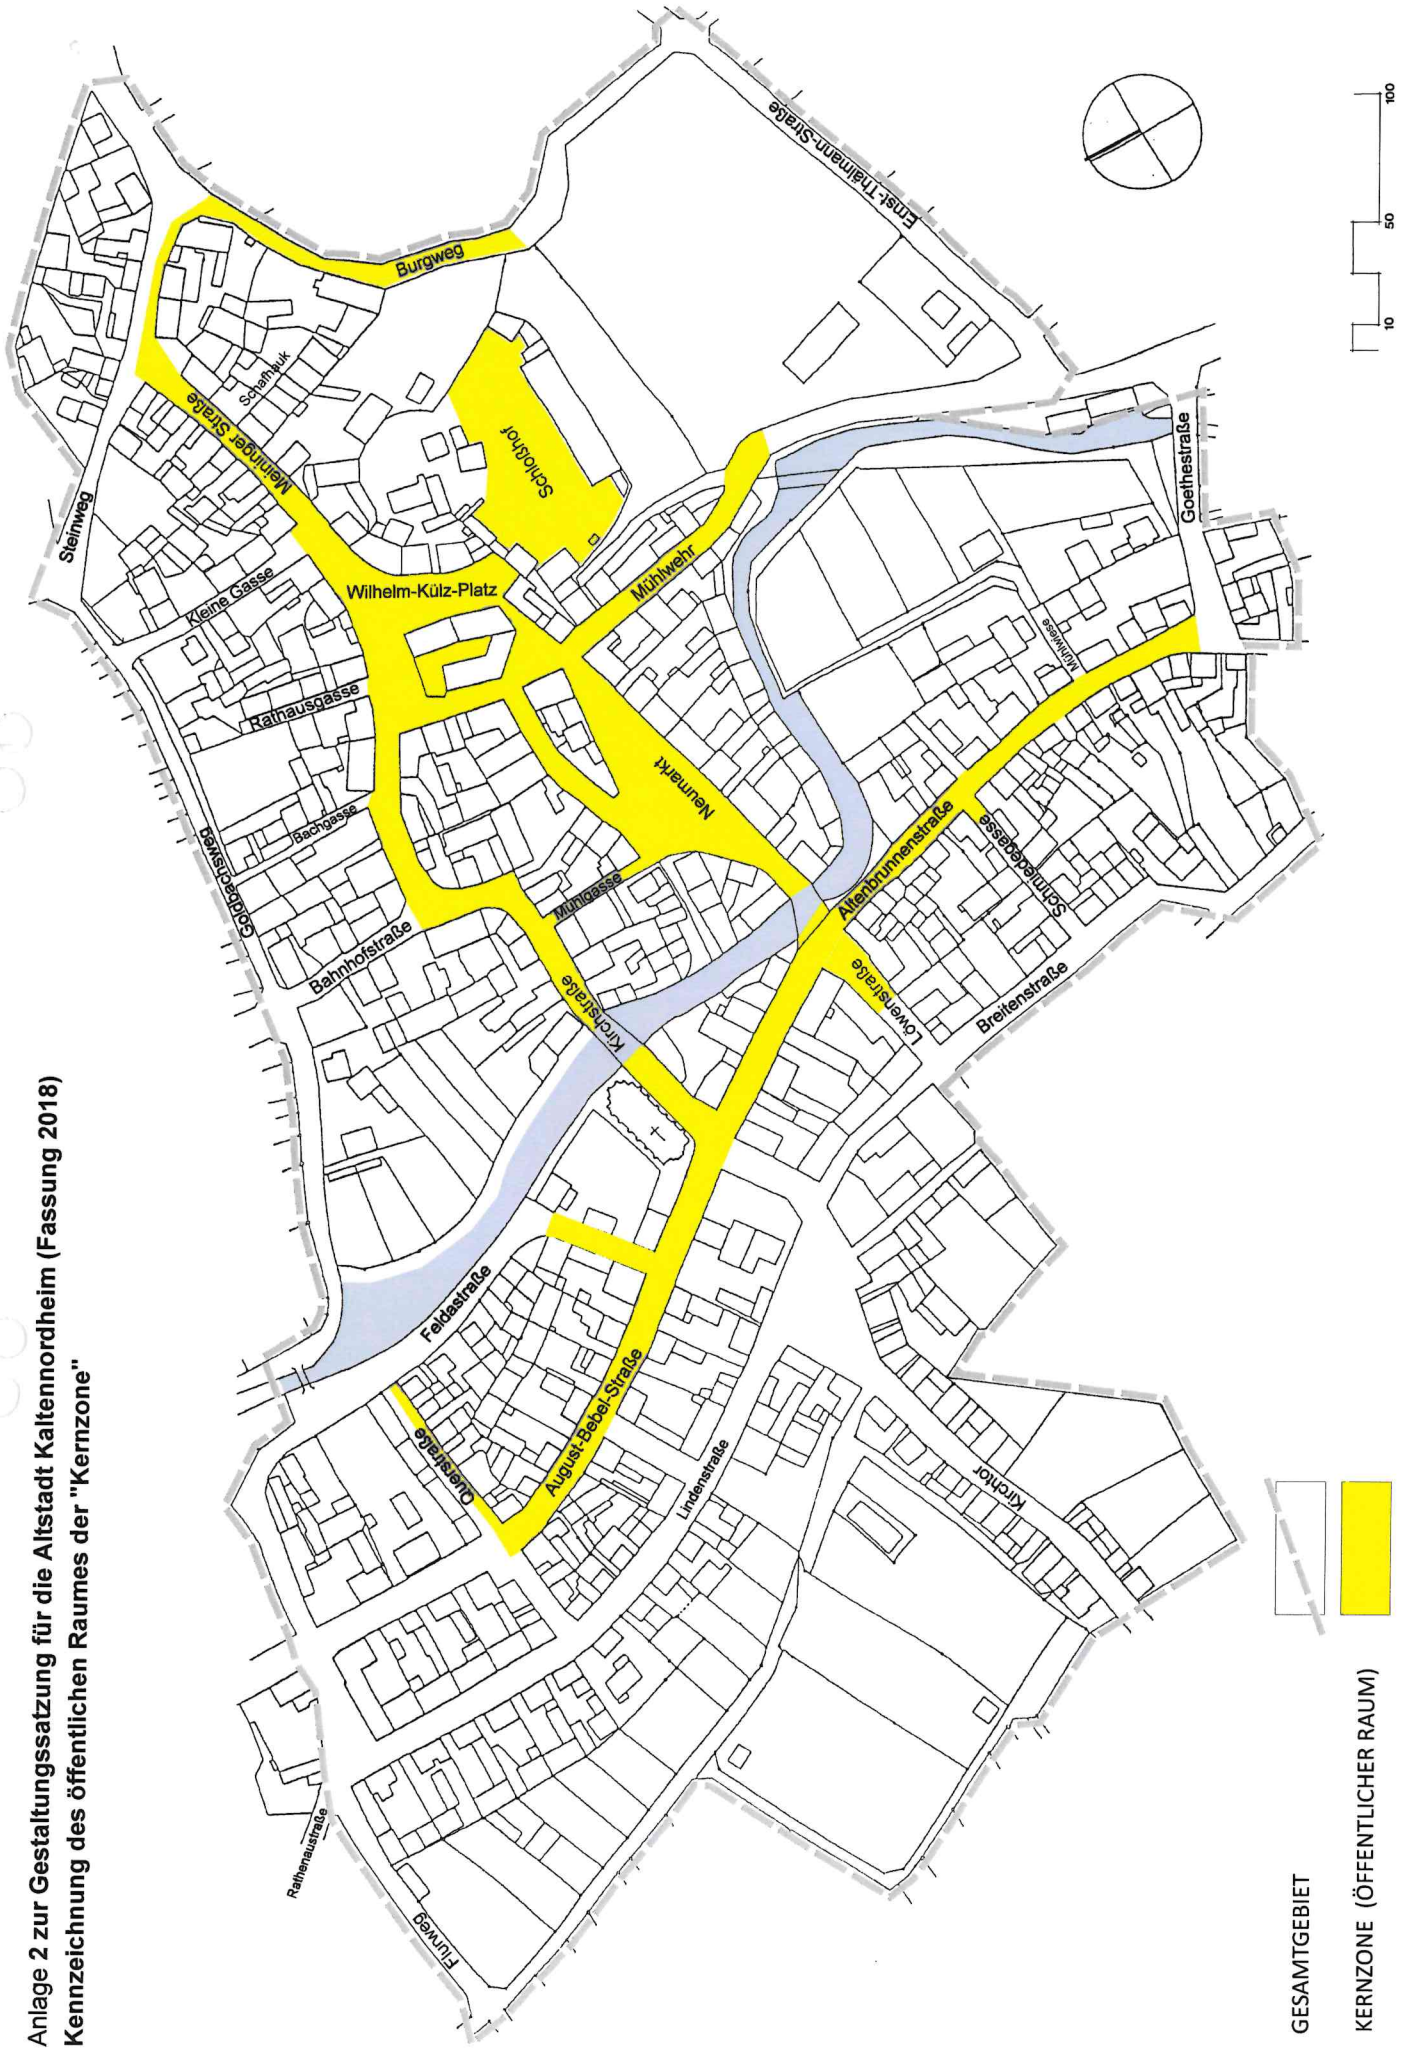 Anlage 2 zur Gestaltungssatzung für die Altstadt Kaltennordheim (Fassung 2018)
Kennzeichnung des öffentlichen Raumes der "Kernzone"
Steinweg
Meininger Straße
Schafhauk
Burgweg
Schloßhof
Ernst-Thälmann-Straße
Kleine Gasse
Wilhelm-Külz-Platz
Rathausgasse
Mühlwehr
Goethestraße
Mühlwiese
Goldbachsweg
Bachgasse
Neumarkt
Bahnhofstraße
Mühlgasse
Altenbrunnenstraße
Schmiedegasse
Kirchstraße
Löwenstraße
Breitenstraße
Feldastraße
Querstraße
August-Bebel-Straße
Lindenstraße
Kirchtor
Rathenaustraße
Flurweg
10
50
100
GESAMTGEBIET
KERNZONE (ÖFFENTLICHER RAUM)